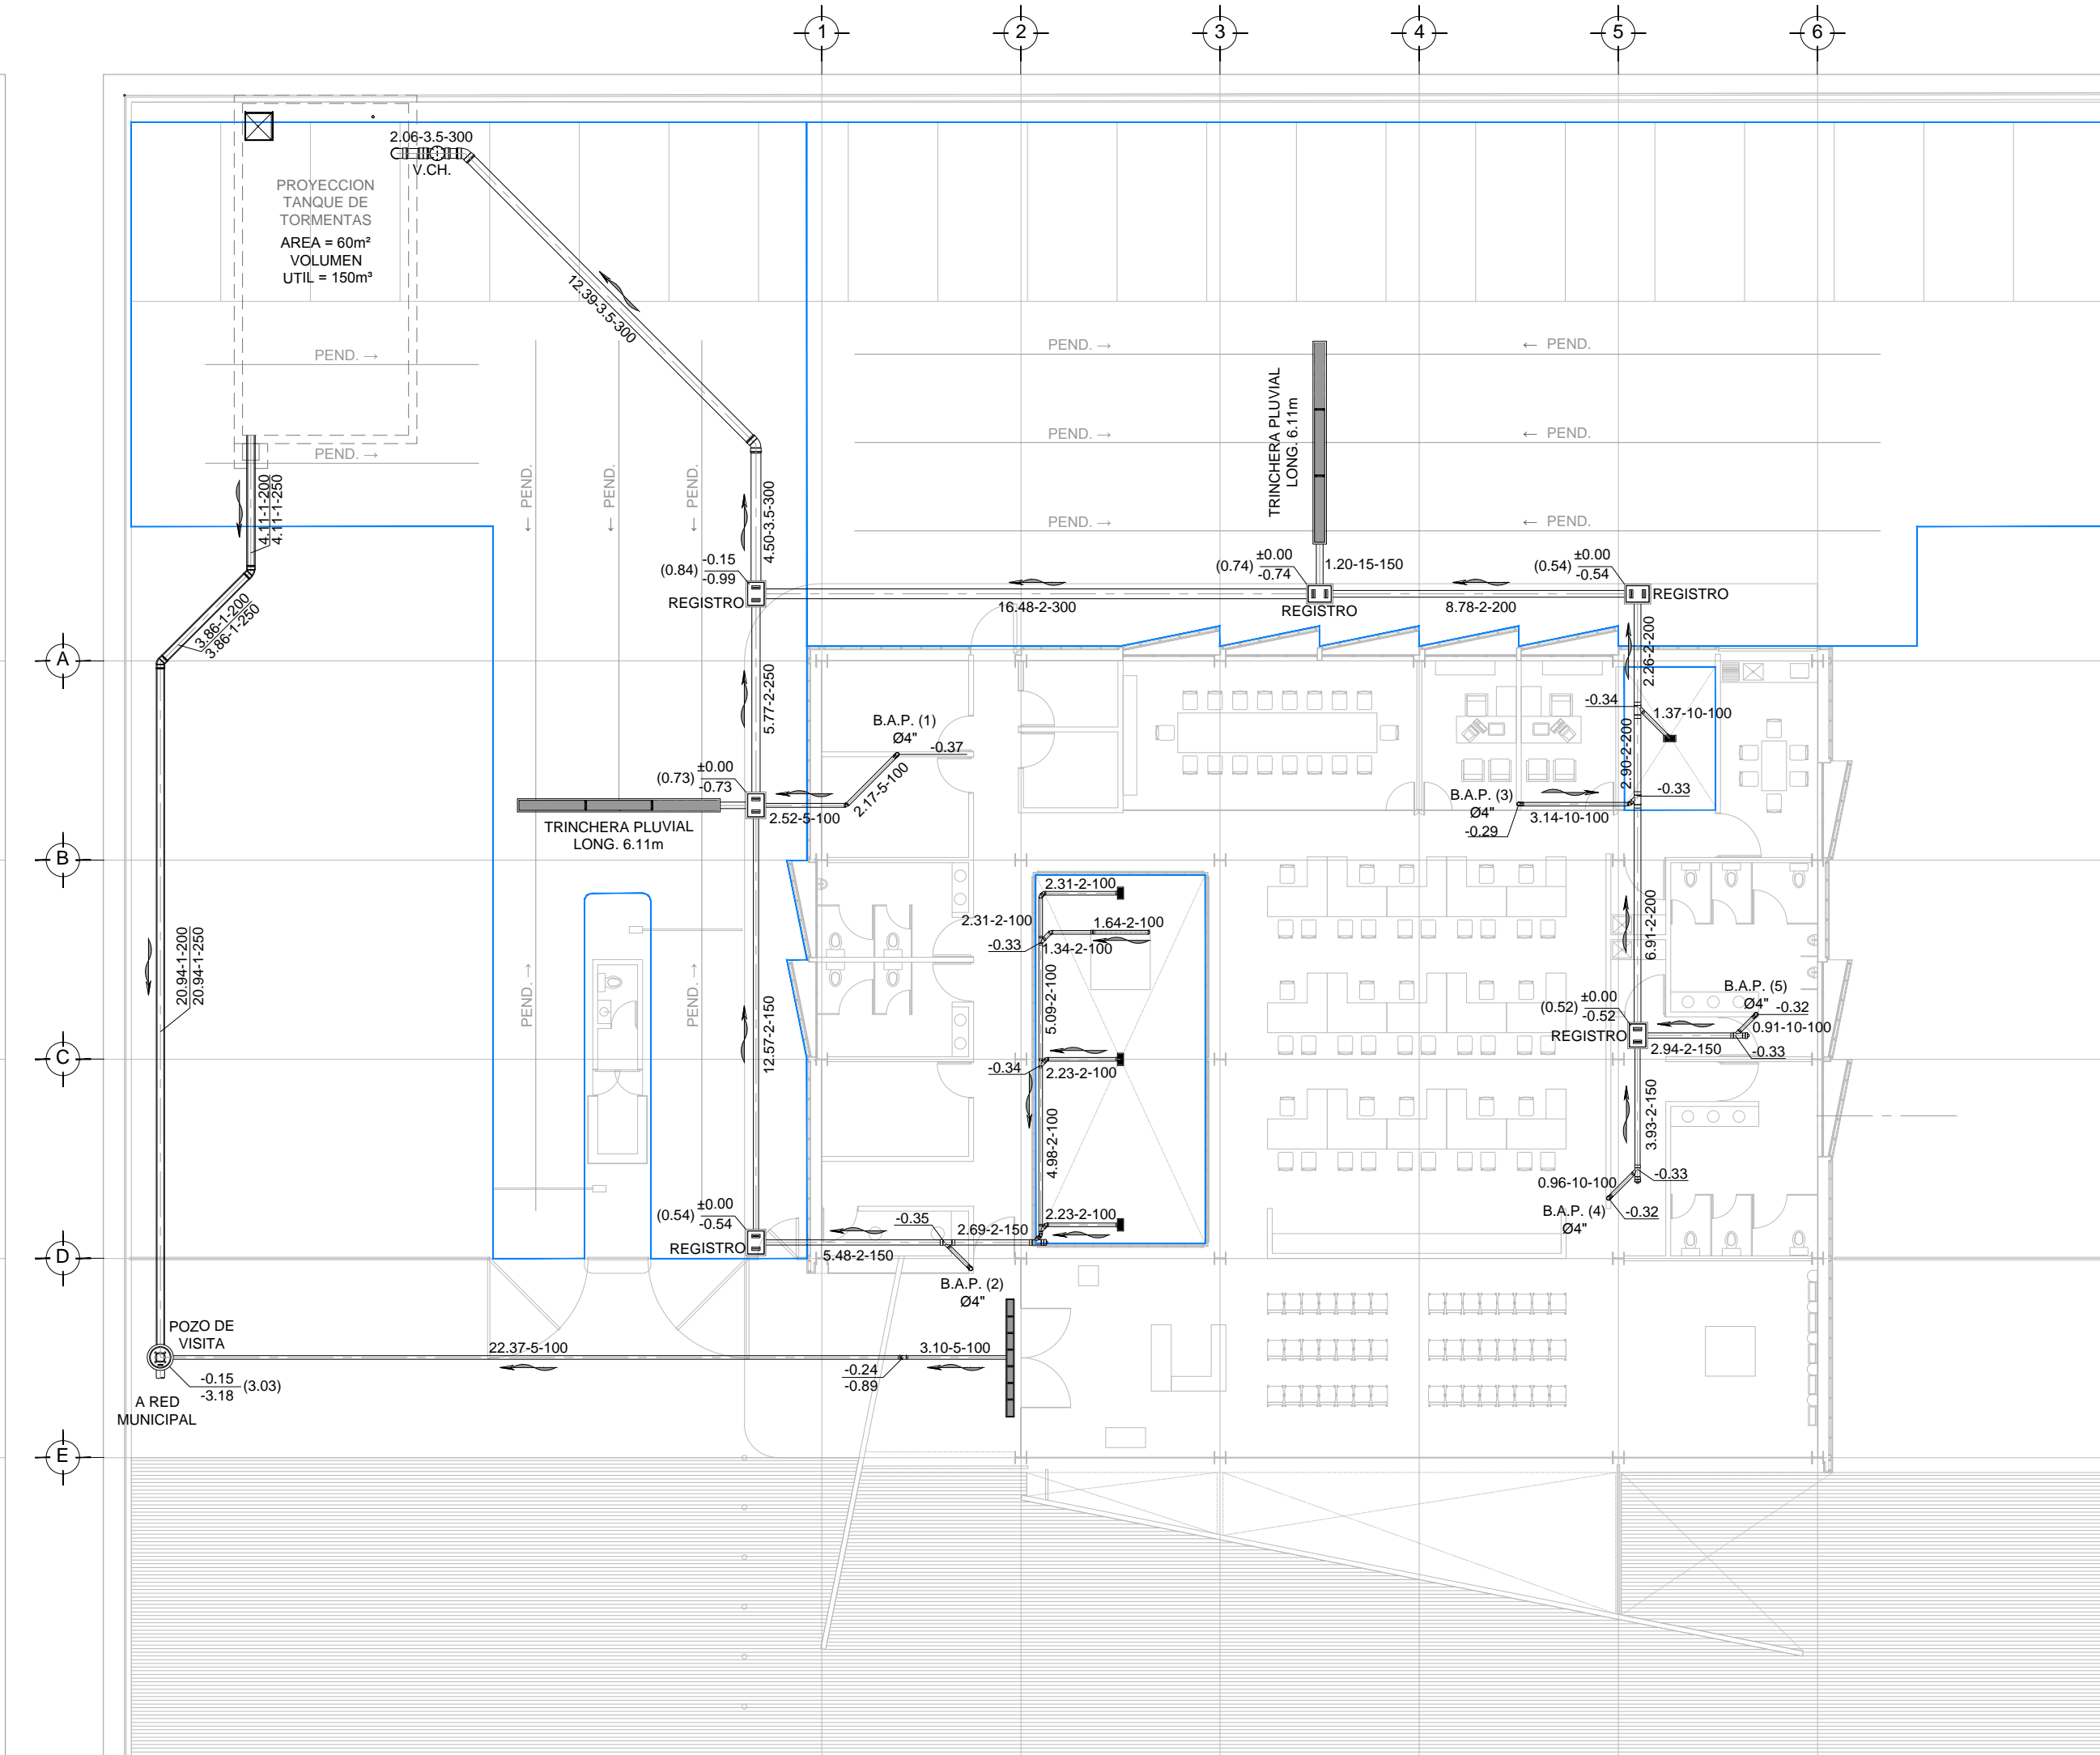 1
2
3
4
5
6
2.06-3.5-300
V.CH.
PROYECCION
TANQUE DE
TORMENTAS
AREA = 60m²
VOLUMEN
UTIL = 150m³
12.39-3.5-300
PEND. →
PEND. →
← PEND.
← PEND.
← PEND.
4.11-1-200
4.11-1-250
3.86-1-200
3.86-1-250
4.50-3.5-300
PEND. →
← PEND.
PEND. →
← PEND.
PEND. →
← PEND.
TRINCHERA PLUVIAL
LONG. 6.11m
(0.84)
-0.15
-0.99
REGISTRO
16.48-2-300
(0.74)
±0.00
-0.74
1.20-15-150
REGISTRO
8.78-2-200
(0.54)
±0.00
-0.54
REGISTRO
A
5.77-2-250
2.26-2-200
-0.34
1.37-10-100
2.90-2-200
B.A.P. (1)
Ø4"
-0.37
2.17-5-100
(0.73)
±0.00
-0.73
2.52-5-100
TRINCHERA PLUVIAL
LONG. 6.11m
B.A.P. (3)
Ø4"
-0.29
3.14-10-100
-0.33
B
2.31-2-100
2.31-2-100
1.64-2-100
-0.33
1.34-2-100
20.94-1-200
20.94-1-250
PEND. →
PEND. →
12.57-2-150
5.09-2-100
6.91-2-200
B.A.P. (5)
Ø4"
-0.32
0.91-10-100
(0.52)
±0.00
-0.52
REGISTRO
2.94-2-150
-0.33
C
-0.34
2.23-2-100
4.98-2-100
3.93-2-150
-0.33
0.96-10-100
B.A.P. (4)
Ø4"
-0.32
(0.54)
±0.00
-0.54
REGISTRO
-0.35
2.69-2-150
2.23-2-100
5.48-2-150
B.A.P. (2)
Ø4"
D
POZO DE
VISITA
22.37-5-100
3.10-5-100
-0.24
-0.89
-0.15
-3.18
(3.03)
A RED
MUNICIPAL
E